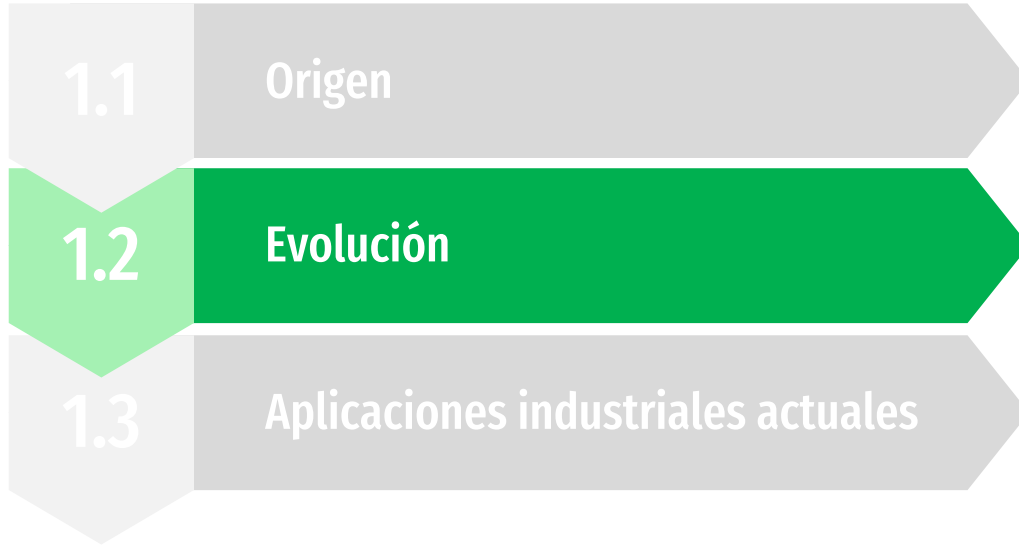 1.1 Origen
1.2 Evolución
1.3 Aplicaciones industriales actuales